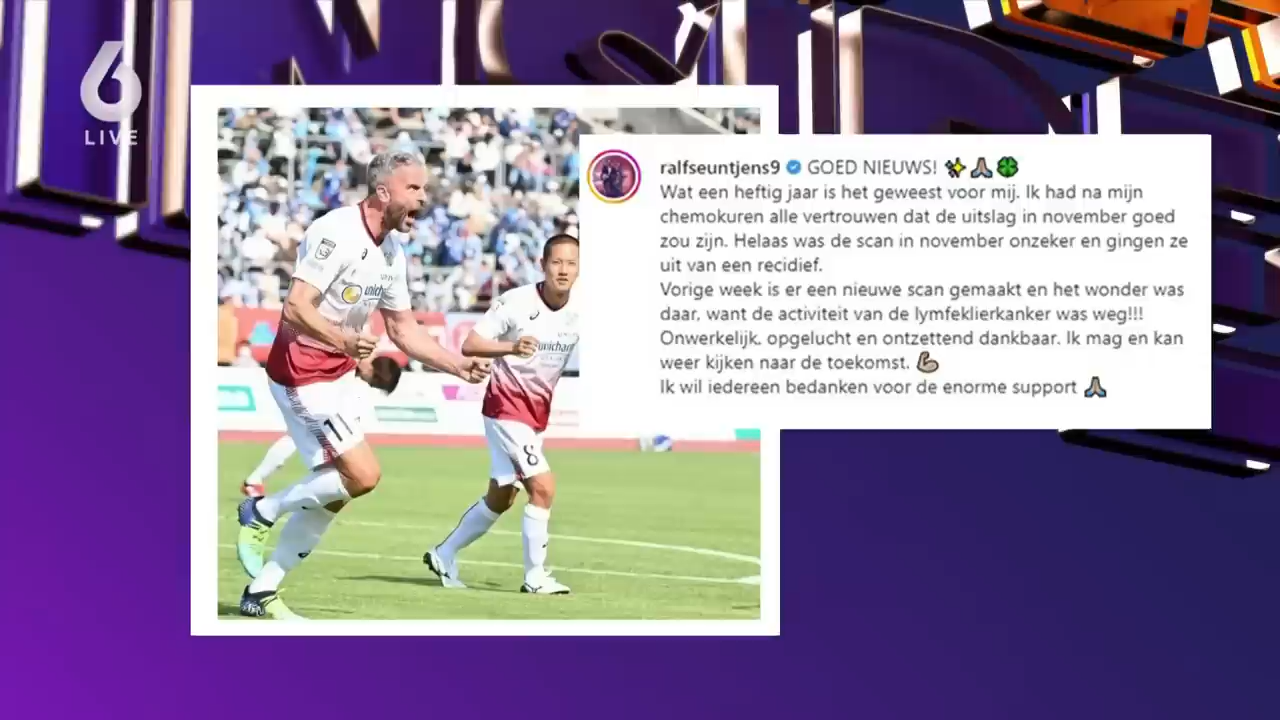 6
LIVE
ralfseuntjens9 GOED NIEUWS! ✨🙏🍀
Wat een heftig jaar is het geweest voor mij. Ik had na mijn
chemokuren alle vertrouwen dat de uitslag in november goed
zou zijn. Helaas was de scan in november onzeker en gingen ze
uit van een recidief.
Vorige week is er een nieuwe scan gemaakt en het wonder was
daar, want de activiteit van de lymfeklierkanker was weg!!!
Onwerkelijk, opgelucht en ontzettend dankbaar. Ik mag en kan
weer kijken naar de toekomst. 💪
Ik wil iedereen bedanken voor de enorme support 🙏
unichar
unicharm
11
8